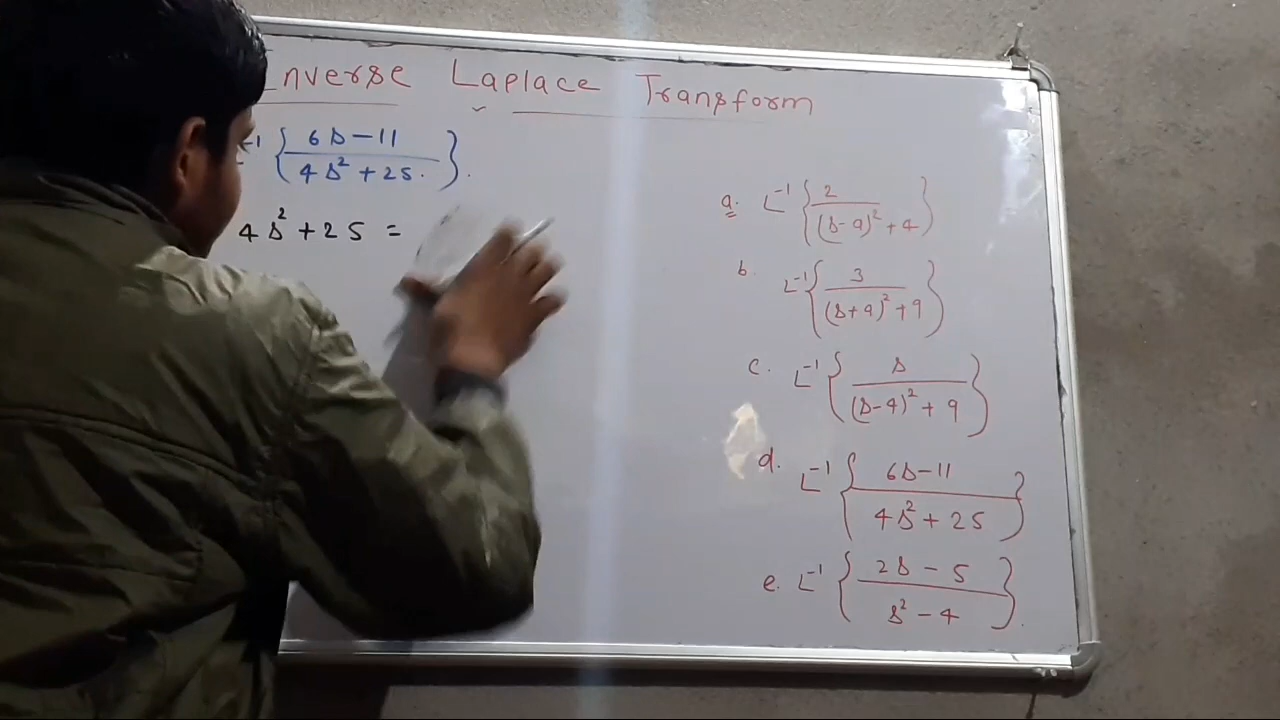 Inverse Laplace Transform
L⁻¹ { 6s-11 / 4s² + 25 }.
4s² + 25 =
a. L⁻¹ { 2 / (s-4)² + 4 }
b. L⁻¹ { 3 / (s+4)² + 9 }
c. L⁻¹ { s / (s-4)² + 9 }
d. L⁻¹ { 6s-11 / 4s² + 25 }
e. L⁻¹ { 2s - 5 / s² - 4 }.